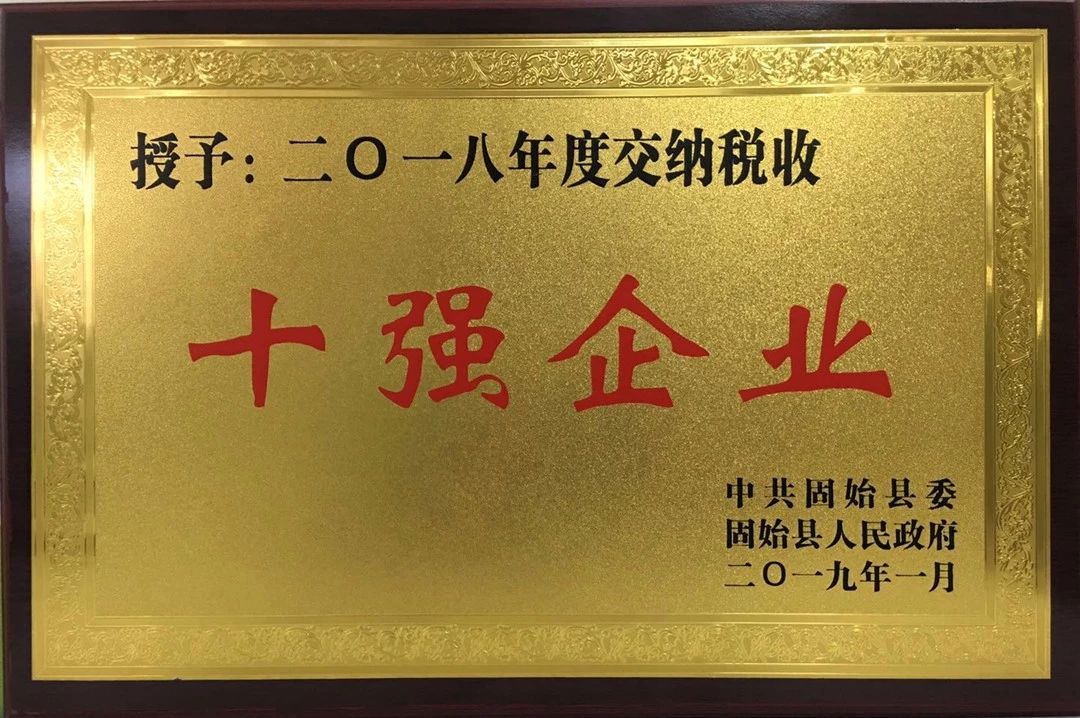 授予：二〇一八年度交纳税收
十强企业
中共固始县委
固始县人民政府
二〇一九年一月